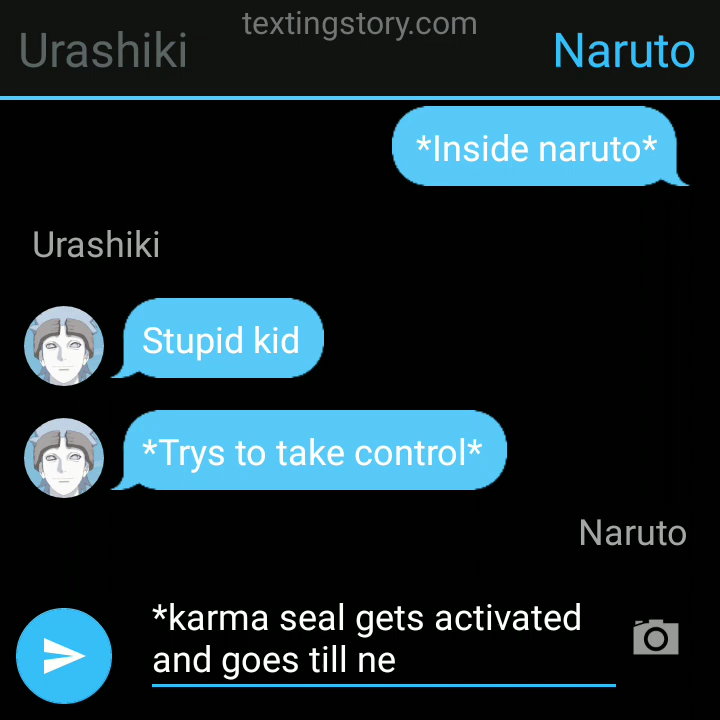 textingstory.com
Urashiki
Naruto
*Inside naruto*
Urashiki
Stupid kid
*Trys to take control*
Naruto
*karma seal gets activated
and goes till ne